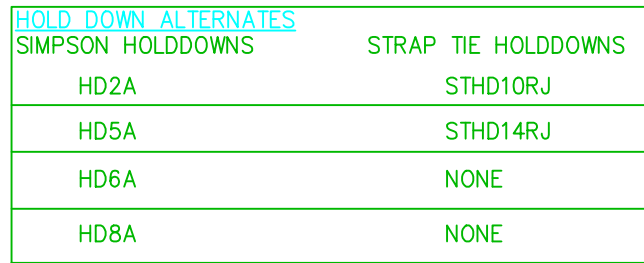 HOLD DOWN ALTERNATES
SIMPSON HOLDDOWNS STRAP TIE HOLDDOWNS
HD2A STHD10RJ
HD5A STHD14RJ
HD6A NONE
HD8A NONE